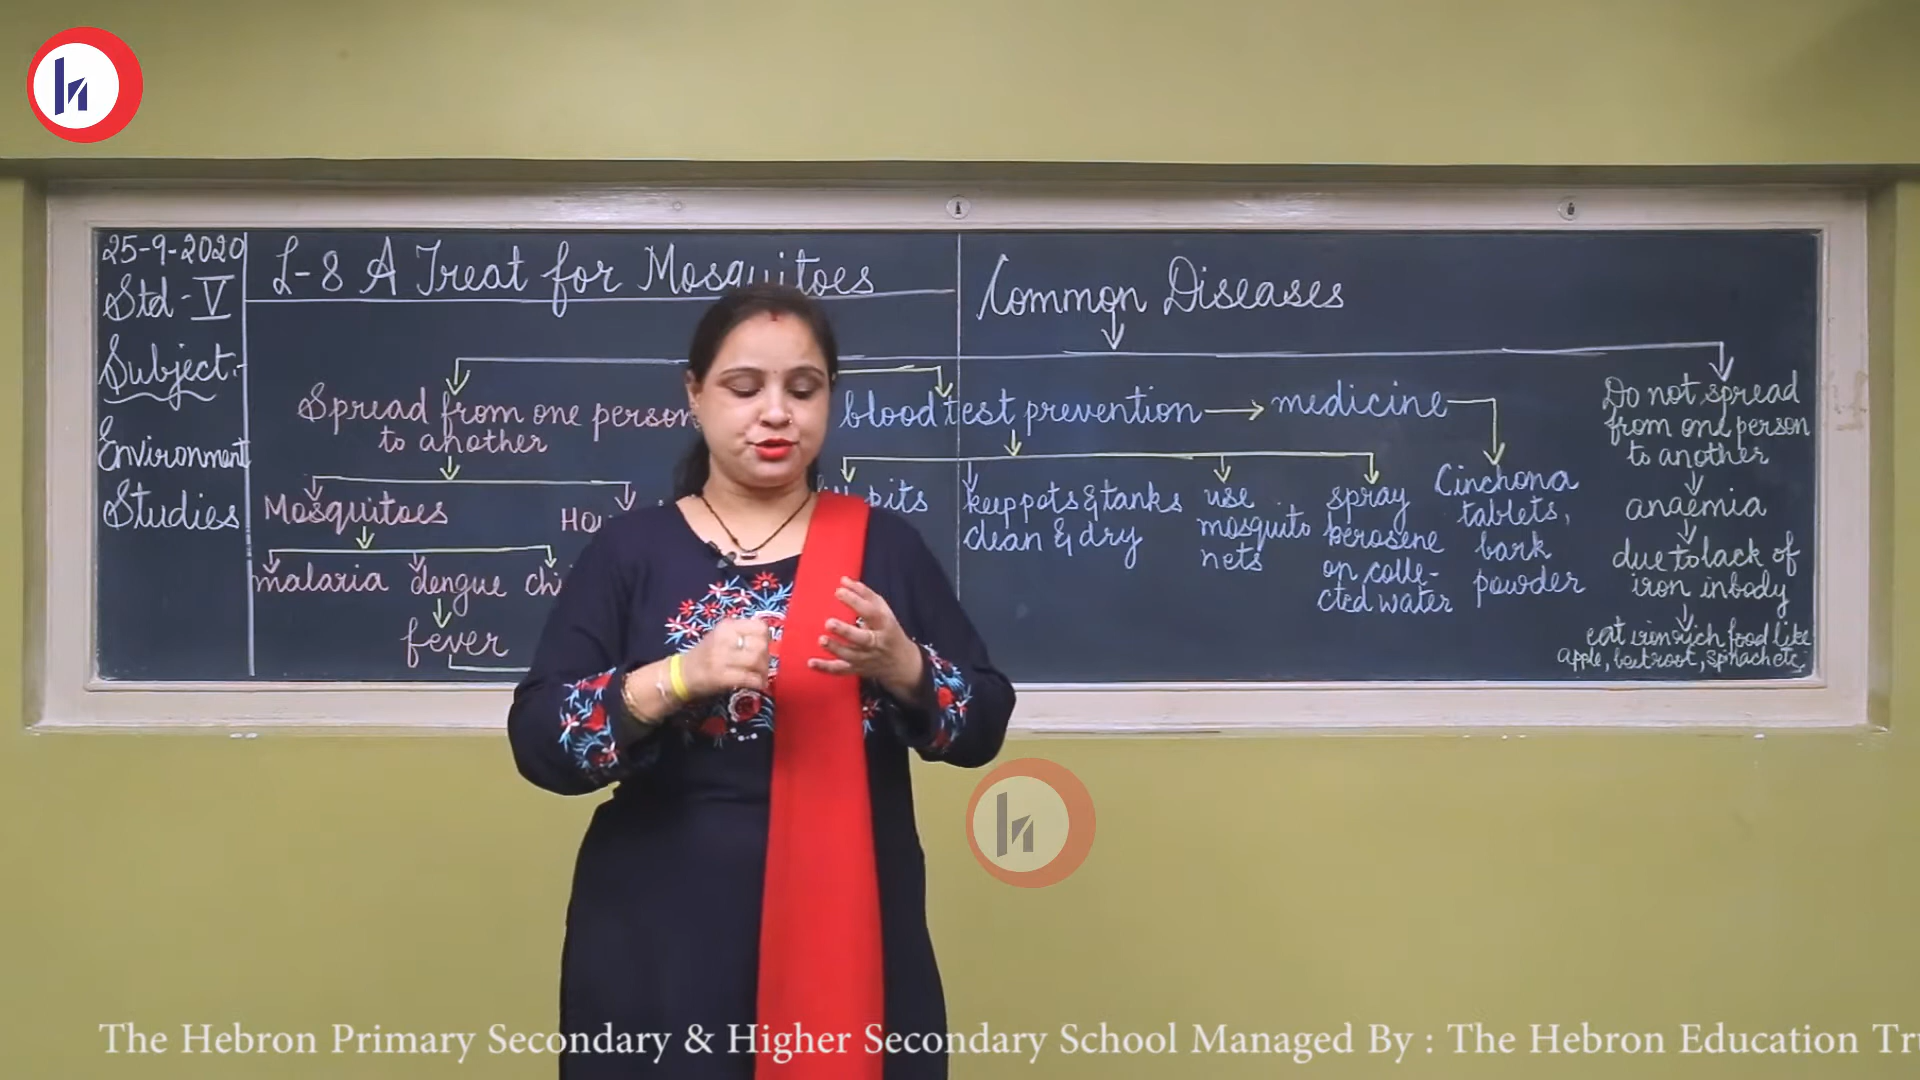 25-9-2020
Std - V
Subject:-
Environment
Studies
L-8 A Treat for Mosquitoes
Spread from one person
to another
Mosquitoes
malaria dengue
fever
Common Diseases
blood test prevention → medicine
pits
keep pots & tanks
clean & dry
use
mosquito
nets
spray
kerosene
on colle-
cted water
Cinchona
tablets,
bark
powder
Do not spread
from one person
to another
anaemia
due to lack of
iron in body
eat iron rich food like
apple, beetroot, spinach etc.
The Hebron Primary Secondary & Higher Secondary School Managed By : The Hebron Education